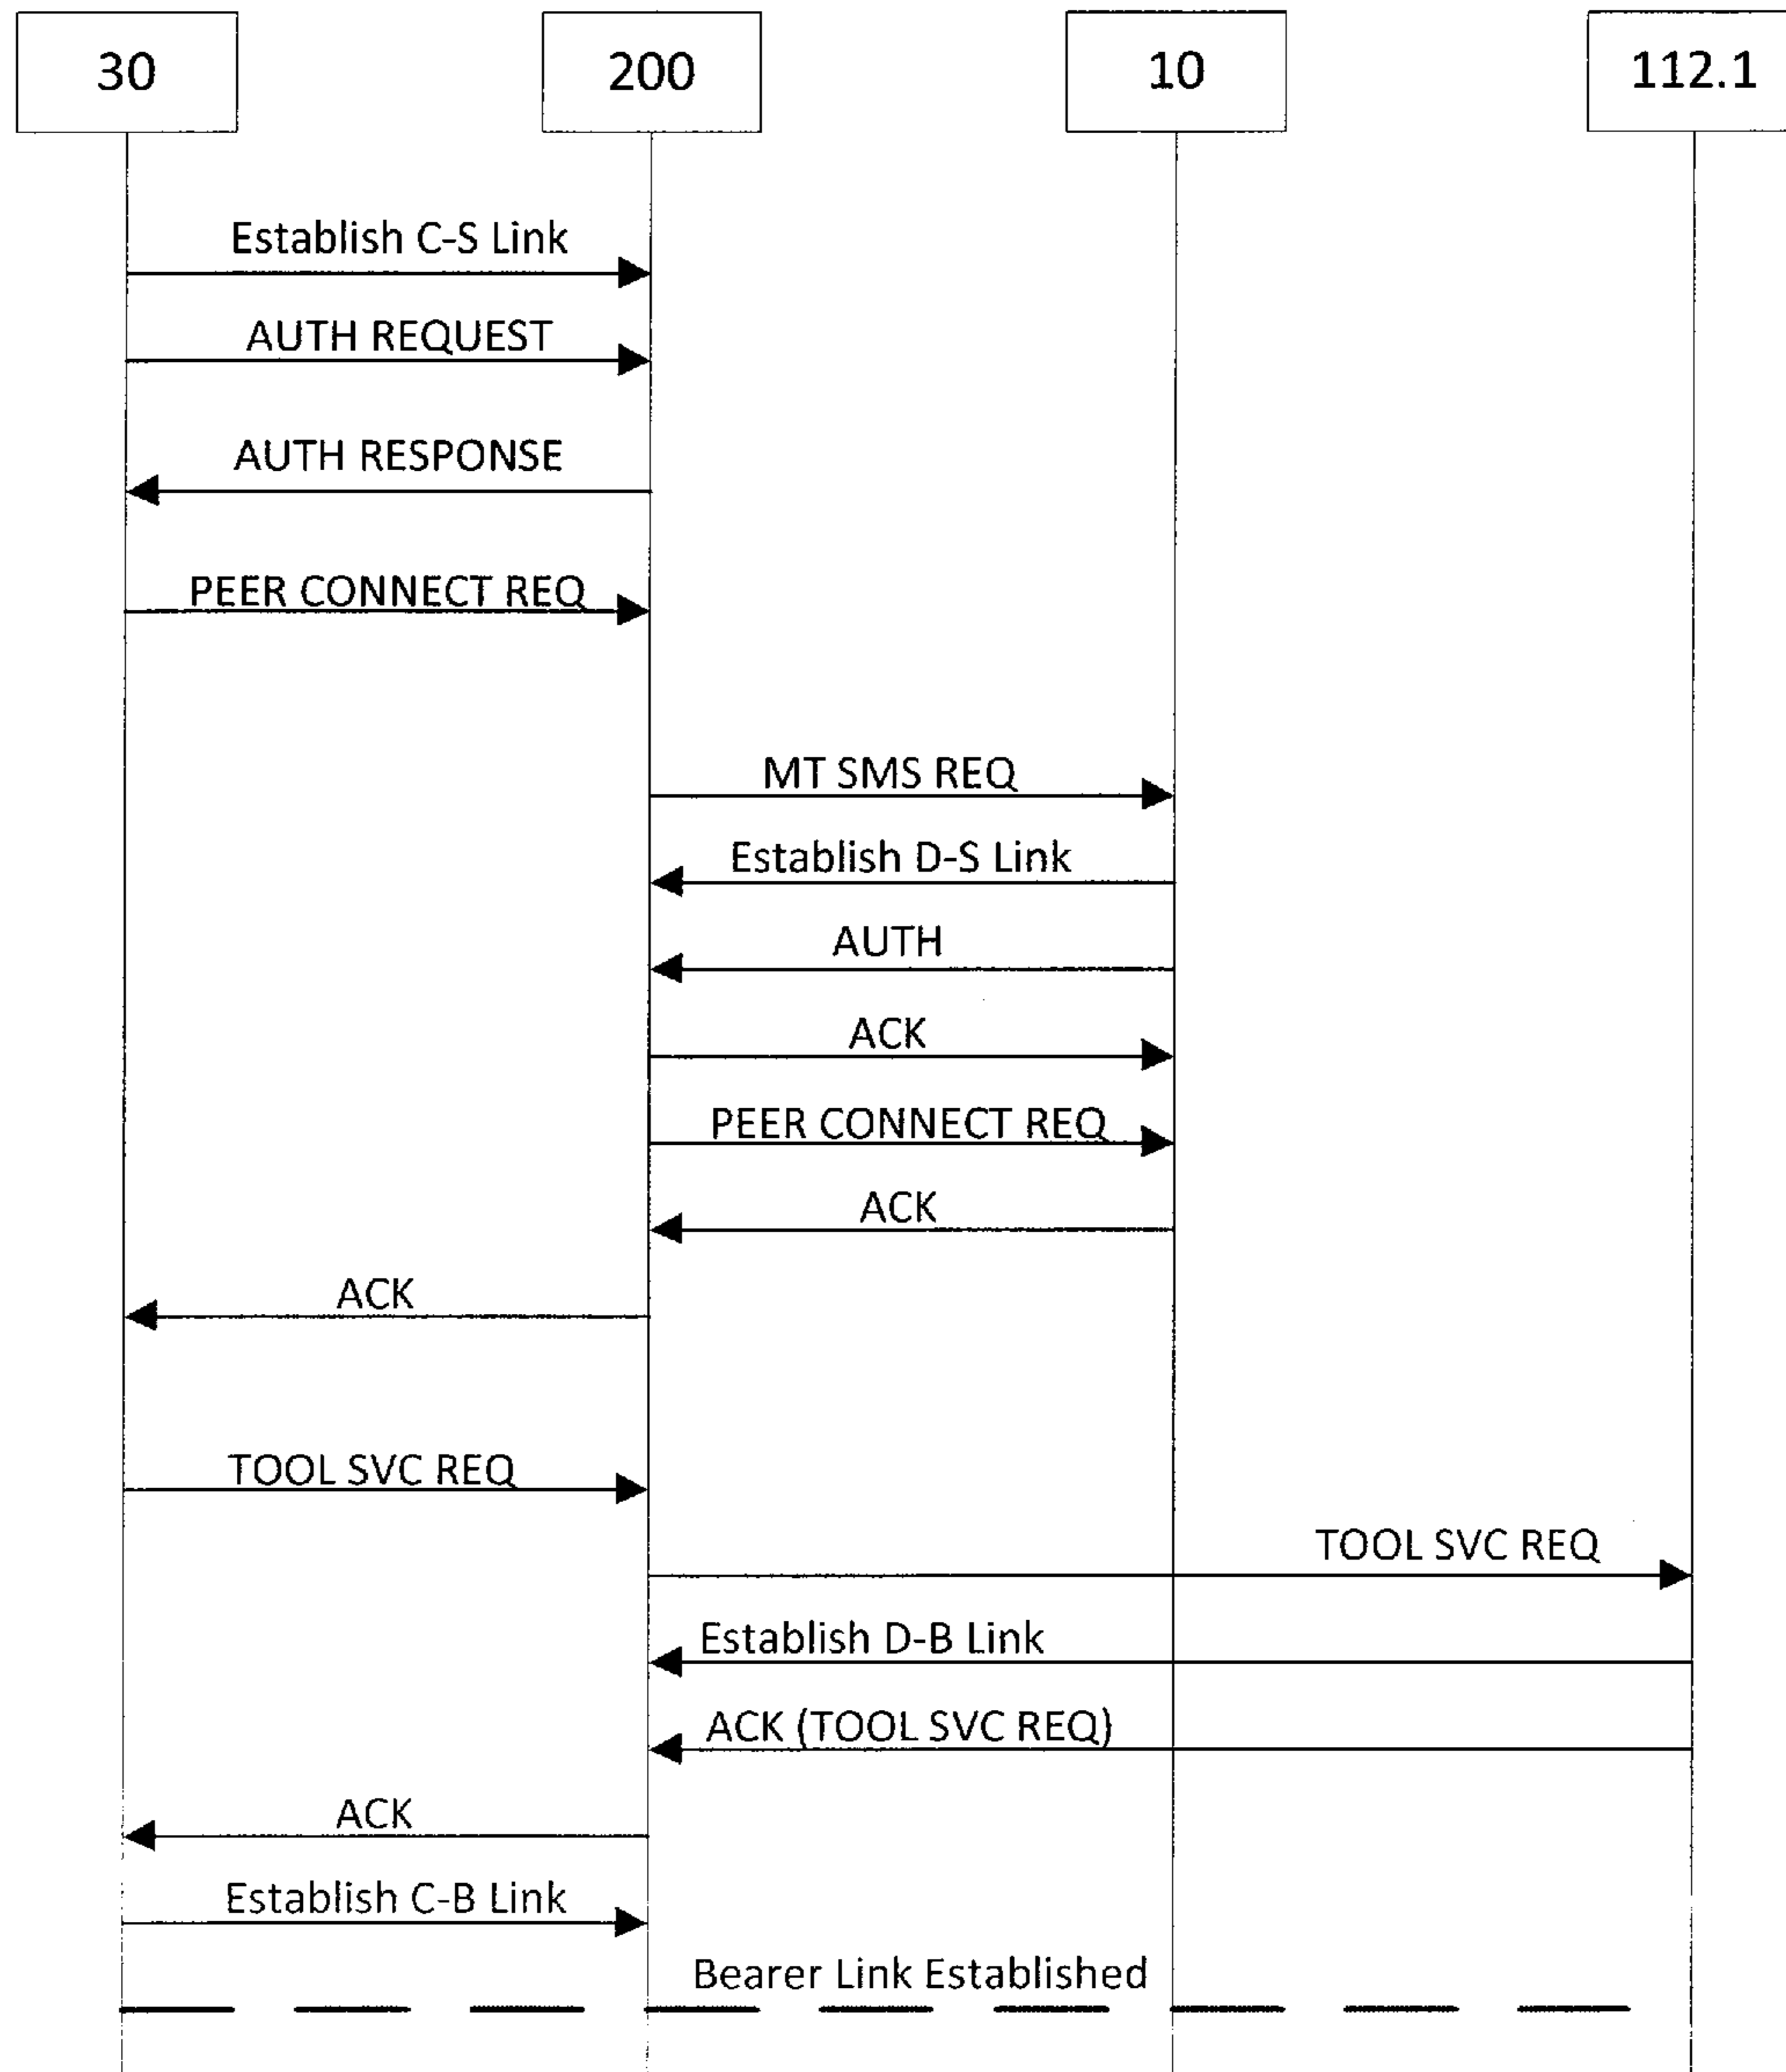 30
200
10
112.1
Establish C-S Link
AUTH REQUEST
AUTH RESPONSE
PEER CONNECT REQ
MT SMS REQ
Establish D-S Link
AUTH
ACK
PEER CONNECT REQ
ACK
ACK
TOOL SVC REQ
TOOL SVC REQ
Establish D-B Link
ACK (TOOL SVC REQ)
ACK
Establish C-B Link
Bearer Link Established